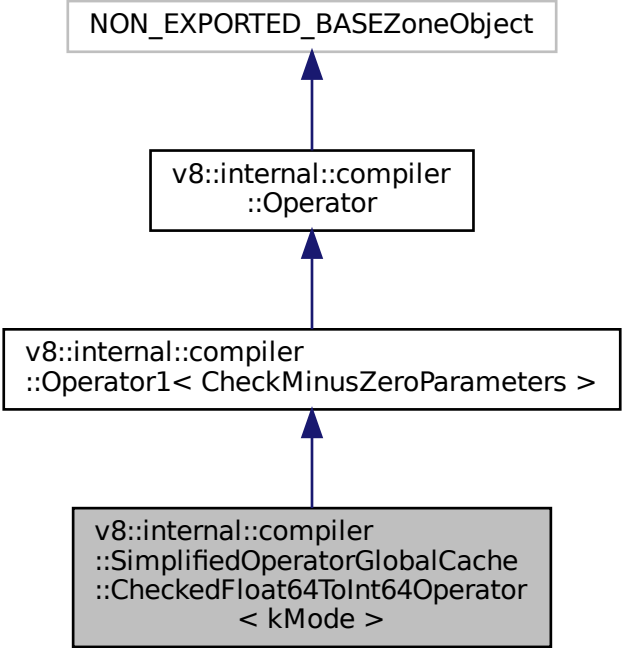 NON_EXPORTED_BASEZoneObject
v8::internal::compiler
::Operator
v8::internal::compiler
::Operator1< CheckMinusZeroParameters >
v8::internal::compiler
::SimplifiedOperatorGlobalCache
::CheckedFloat64ToInt64Operator
< kMode >